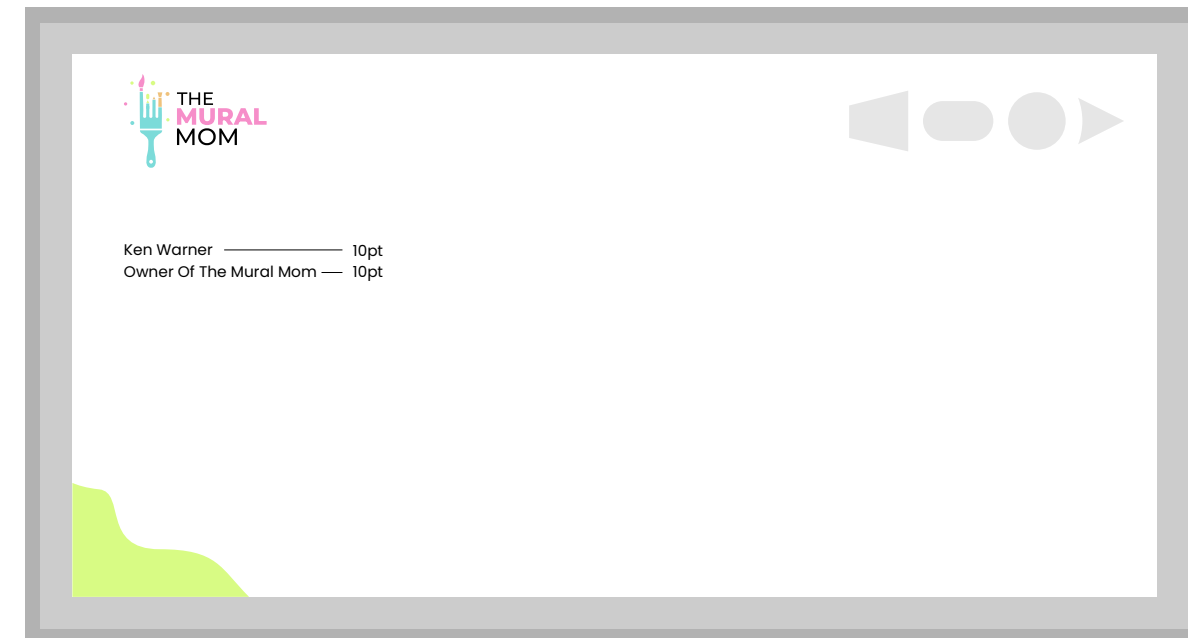 THE
MURAL
MOM
Ken Warner 10pt
Owner Of The Mural Mom 10pt